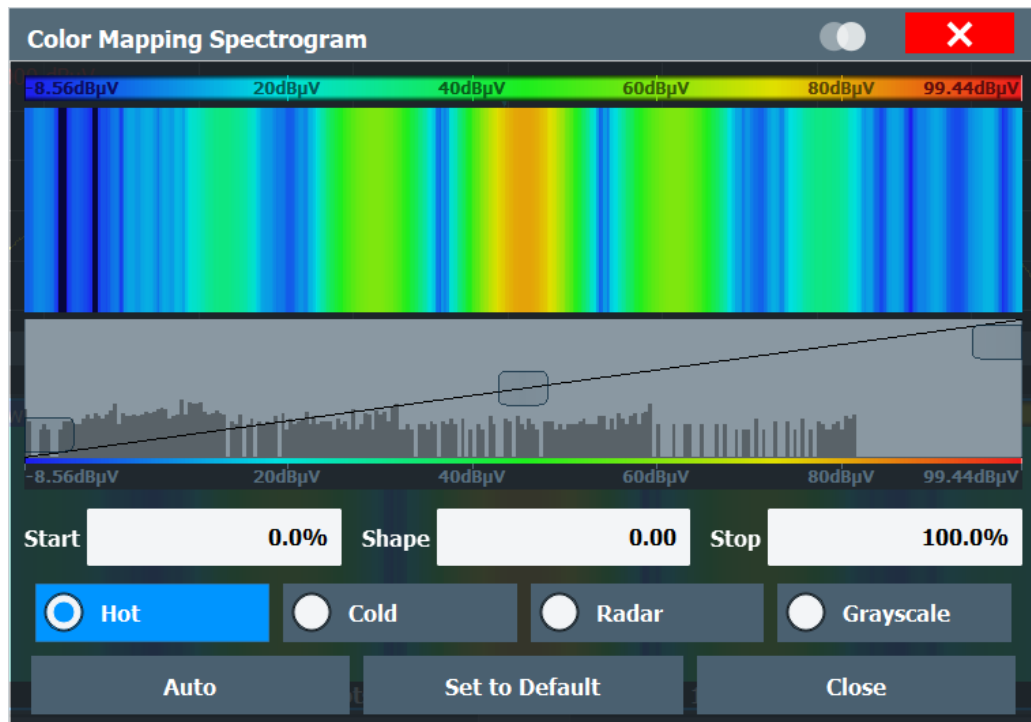 Color Mapping Spectrogram
-8.56dBµV 20dBµV 40dBµV 60dBµV 80dBµV 99.44dBµV
-8.56dBµV 20dBµV 40dBµV 60dBµV 80dBµV 99.44dBµV
Start 0.0% Shape 0.00 Stop 100.0%
Hot Cold Radar Grayscale
Auto Set to Default Close